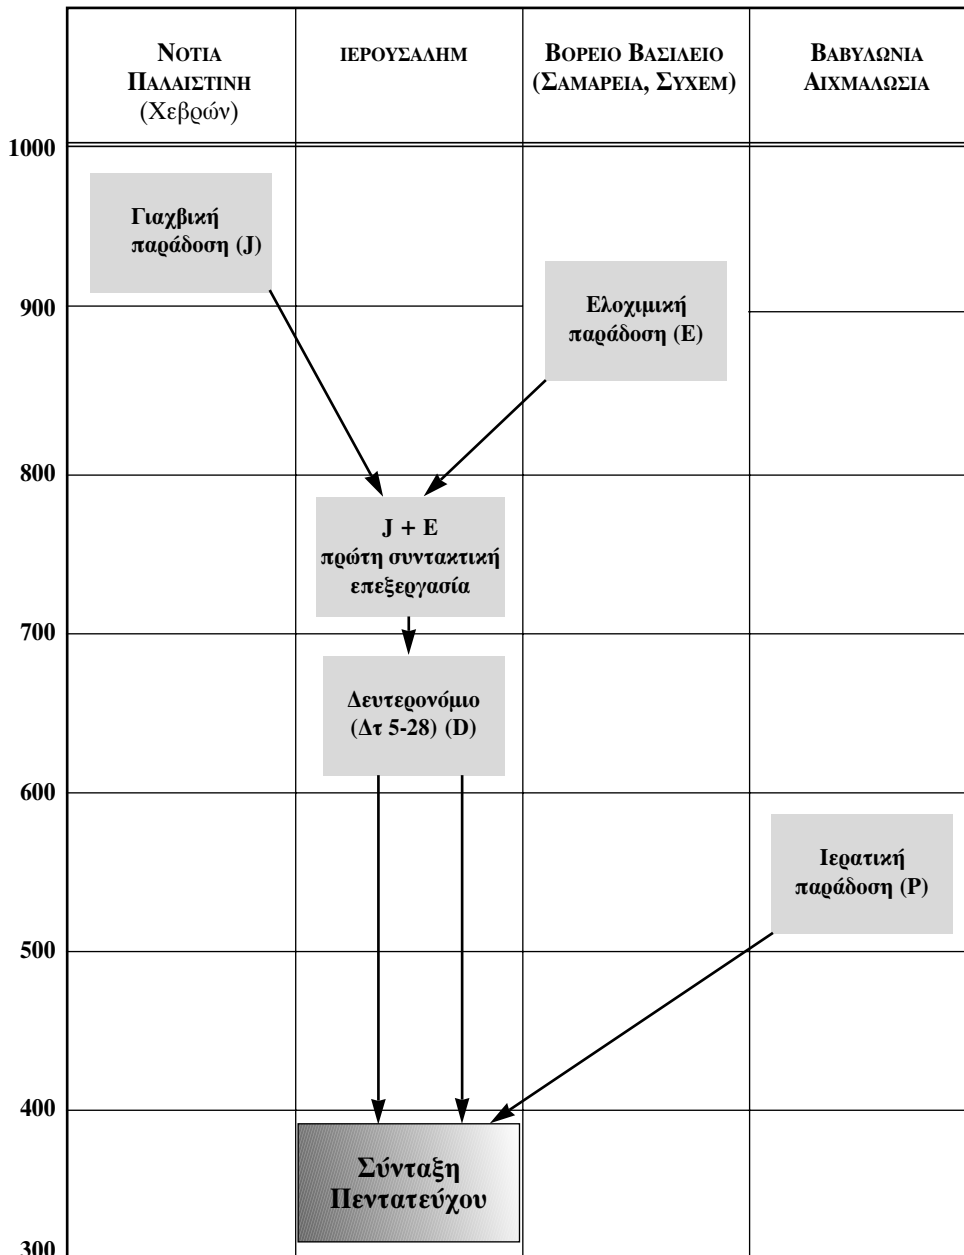 ΝΟΤΙΑ
ΠΑΛΑΙΣΤΙΝΗ
(Χεβρών)
ΙΕΡΟΥΣΑΛΗΜ
ΒΟΡΕΙΟ ΒΑΣΙΛΕΙΟ
(ΣΑΜΑΡΕΙΑ, ΣΥΧΕΜ)
ΒΑΒΥΛΩΝΙΑ
ΑΙΧΜΑΛΩΣΙΑ
1000
Γιαχβική
παράδοση (J)
900
Ελοχιμική
παράδοση (E)
800
J + E
πρώτη συντακτική
επεξεργασία
700
Δευτερονόμιο
(Δτ 5-28) (D)
600
Ιερατική
παράδοση (P)
500
400
Σύνταξη
Πεντατεύχου
300